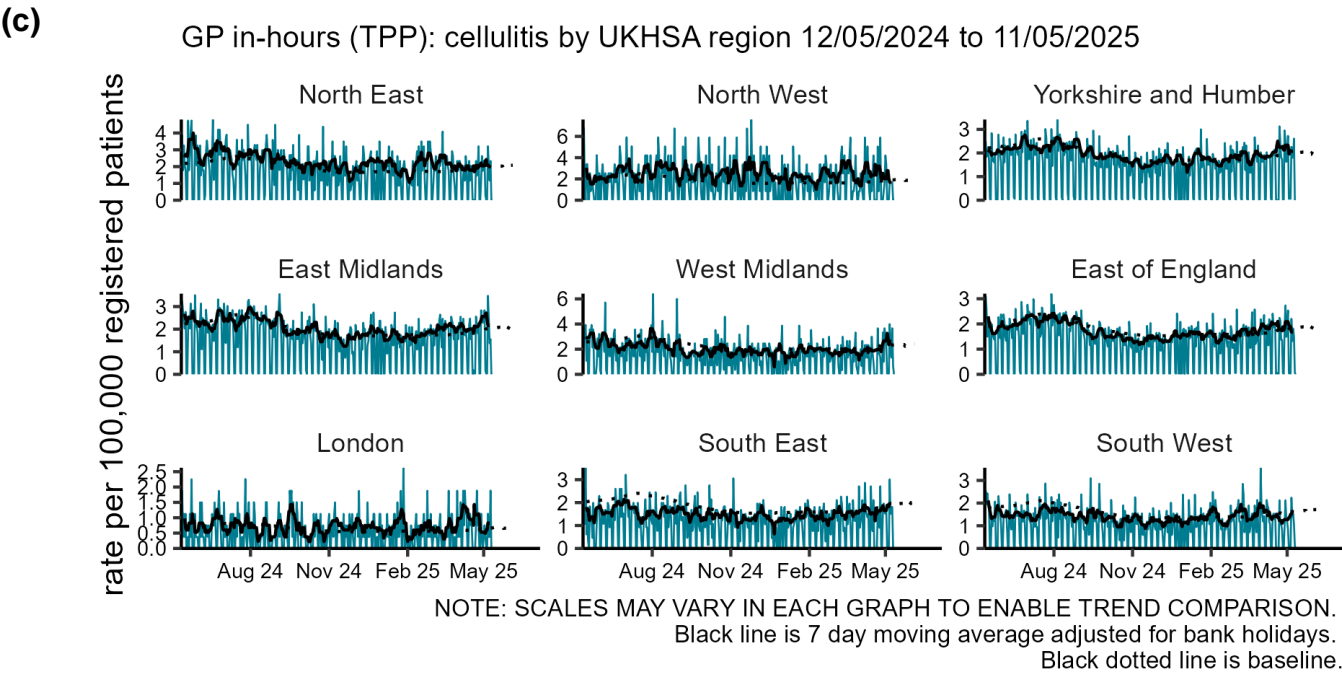 (c)
GP in-hours (TPP): cellulitis by UKHSA region 12/05/2024 to 11/05/2025
rate per 100,000 registered patients
North East
4
3
2
1
0
North West
6
4
2
0
Yorkshire and Humber
3
2
1
0
East Midlands
3
2
1
0
West Midlands
6
4
2
0
East of England
3
2
1
0
London
2.5
2.0
1.5
1.0
0.5
0.0
Aug 24 Nov 24 Feb 25 May 25
South East
3
2
1
0
Aug 24 Nov 24 Feb 25 May 25
South West
3
2
1
0
Aug 24 Nov 24 Feb 25 May 25
NOTE: SCALES MAY VARY IN EACH GRAPH TO ENABLE TREND COMPARISON.
Black line is 7 day moving average adjusted for bank holidays.
Black dotted line is baseline.